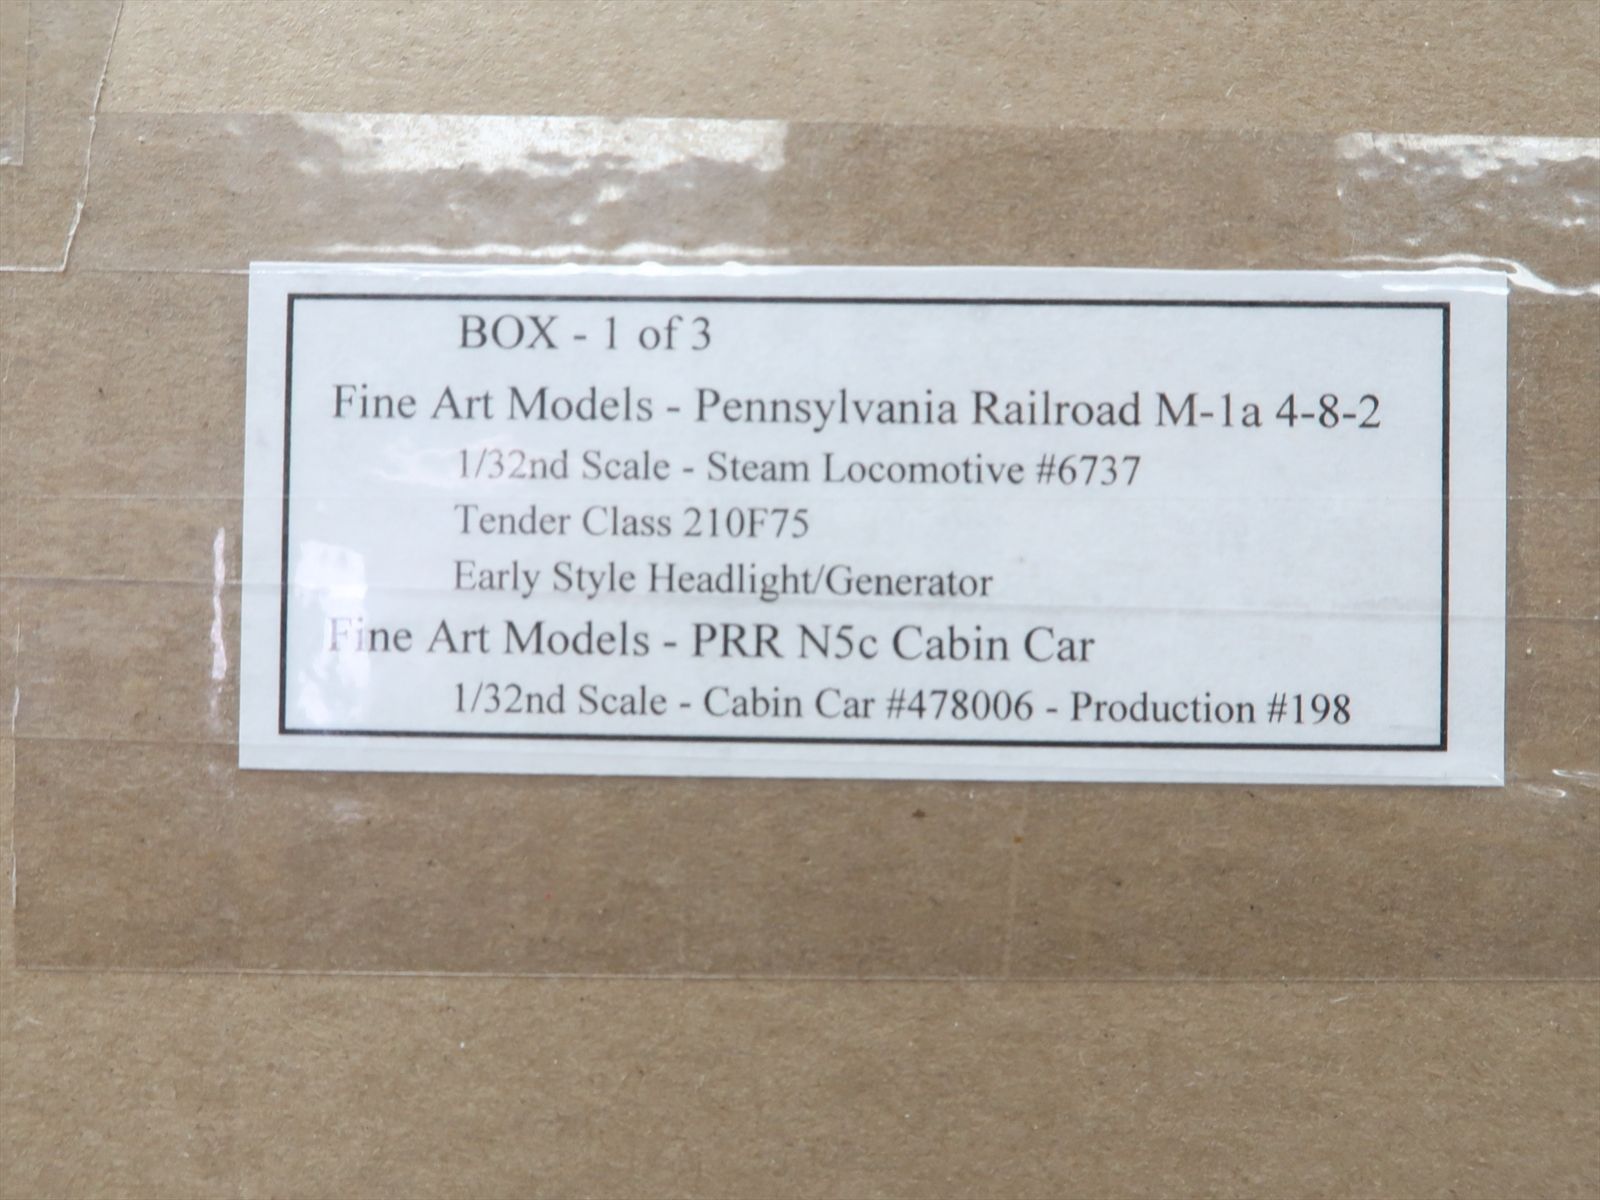 BOX - 1 of 3
Fine Art Models - Pennsylvania Railroad M-1a 4-8-2
1/32nd Scale - Steam Locomotive #6737
Tender Class 210F75
Early Style Headlight/Generator
Fine Art Models - PRR N5c Cabin Car
1/32nd Scale - Cabin Car #478006 - Production #198